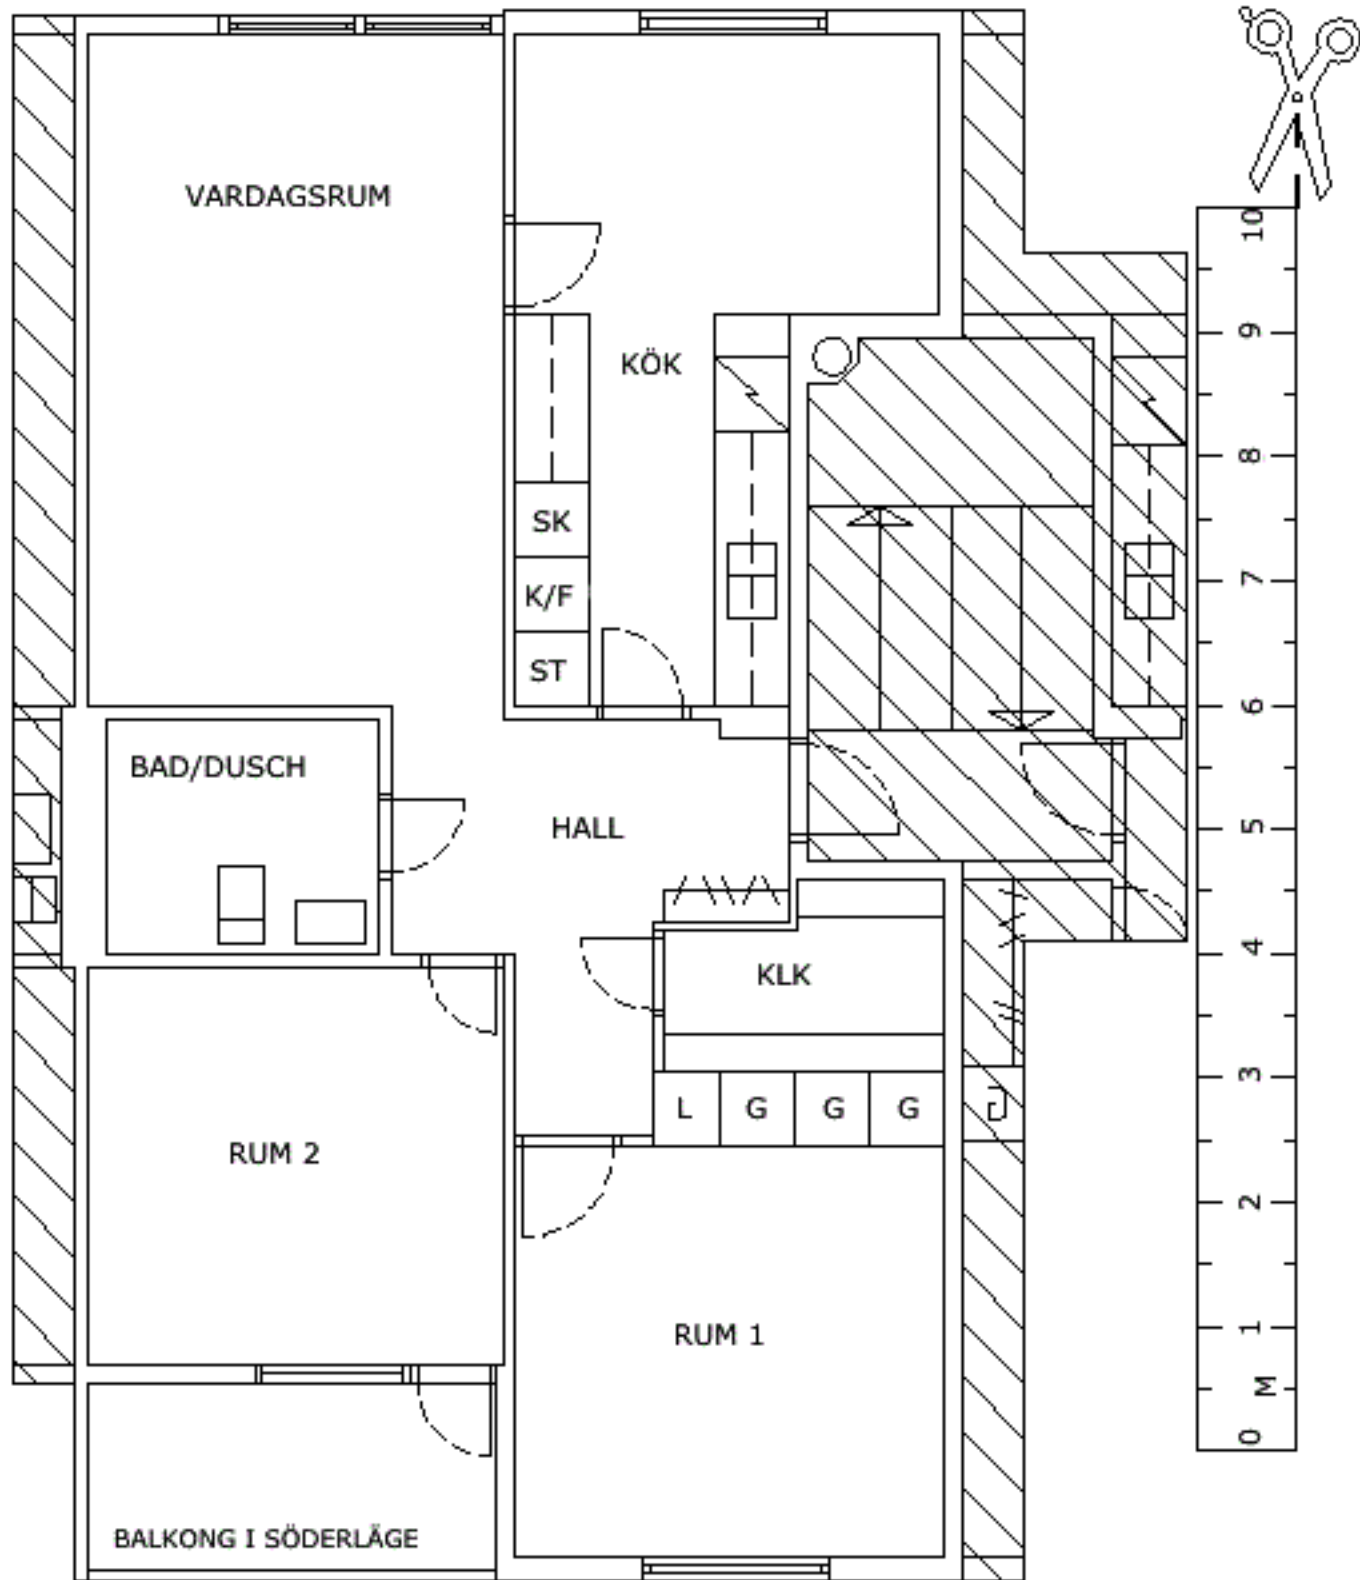 VARDAGSRUM
KÖK
SK
K/F
ST
BAD/DUSCH
HALL
KLK
L G G G
RUM 2
RUM 1
BALKONG I SÖDERLÄGE
10
9
8
7
6
5
4
3
2
1
M
0